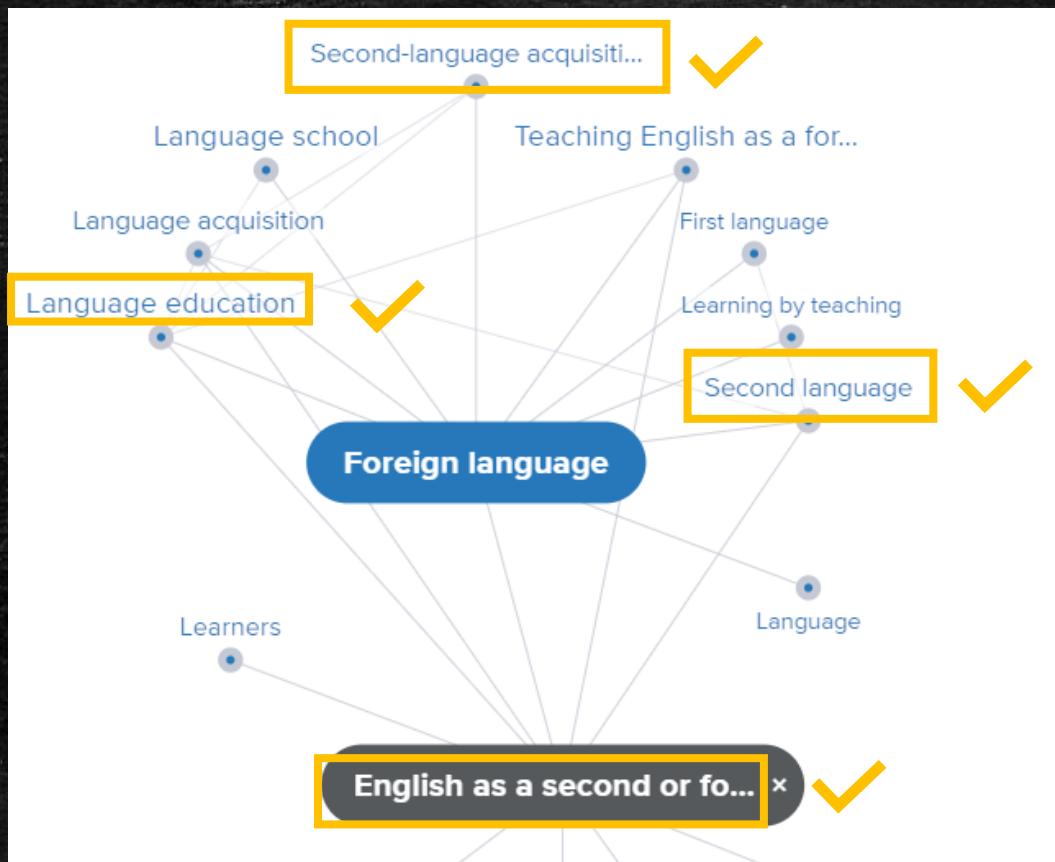 Second-language acquisiti...
Language school
Teaching English as a for...
Language acquisition
First language
Language education
Learning by teaching
Second language
Foreign language
Language
Learners
English as a second or fo... ×